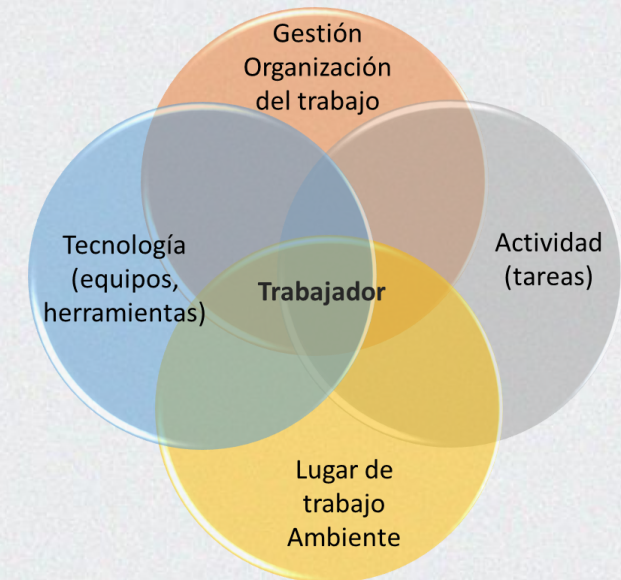 Gestión
Organización
del trabajo
Tecnología
(equipos,
herramientas)
Actividad
(tareas)
Trabajador
Lugar de
trabajo
Ambiente